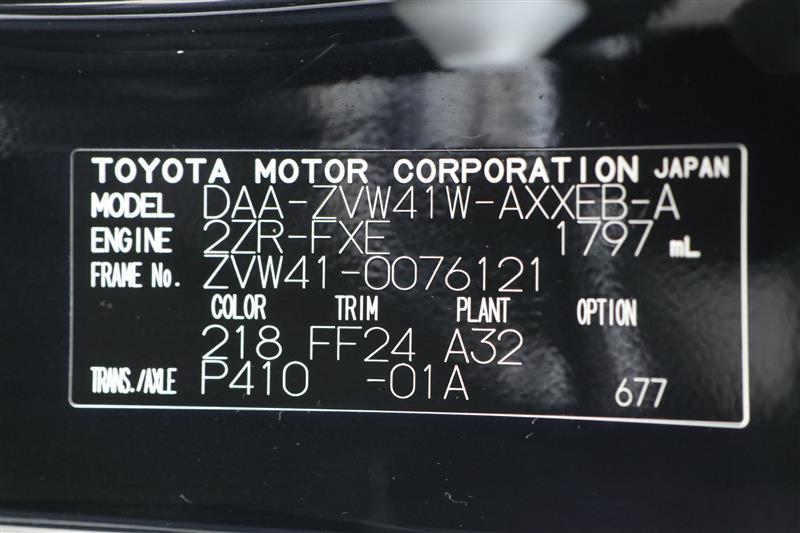 TOYOTA MOTOR CORPORATION JAPAN
MODEL DAA-ZVW41W-AXXEB-A
ENGINE 2ZR-FXE 1797 mL
FRAME No. ZVW41-0076121
COLOR TRIM PLANT OPTION
218 FF24 A32
TRANS./AXLE P410 -01A 677